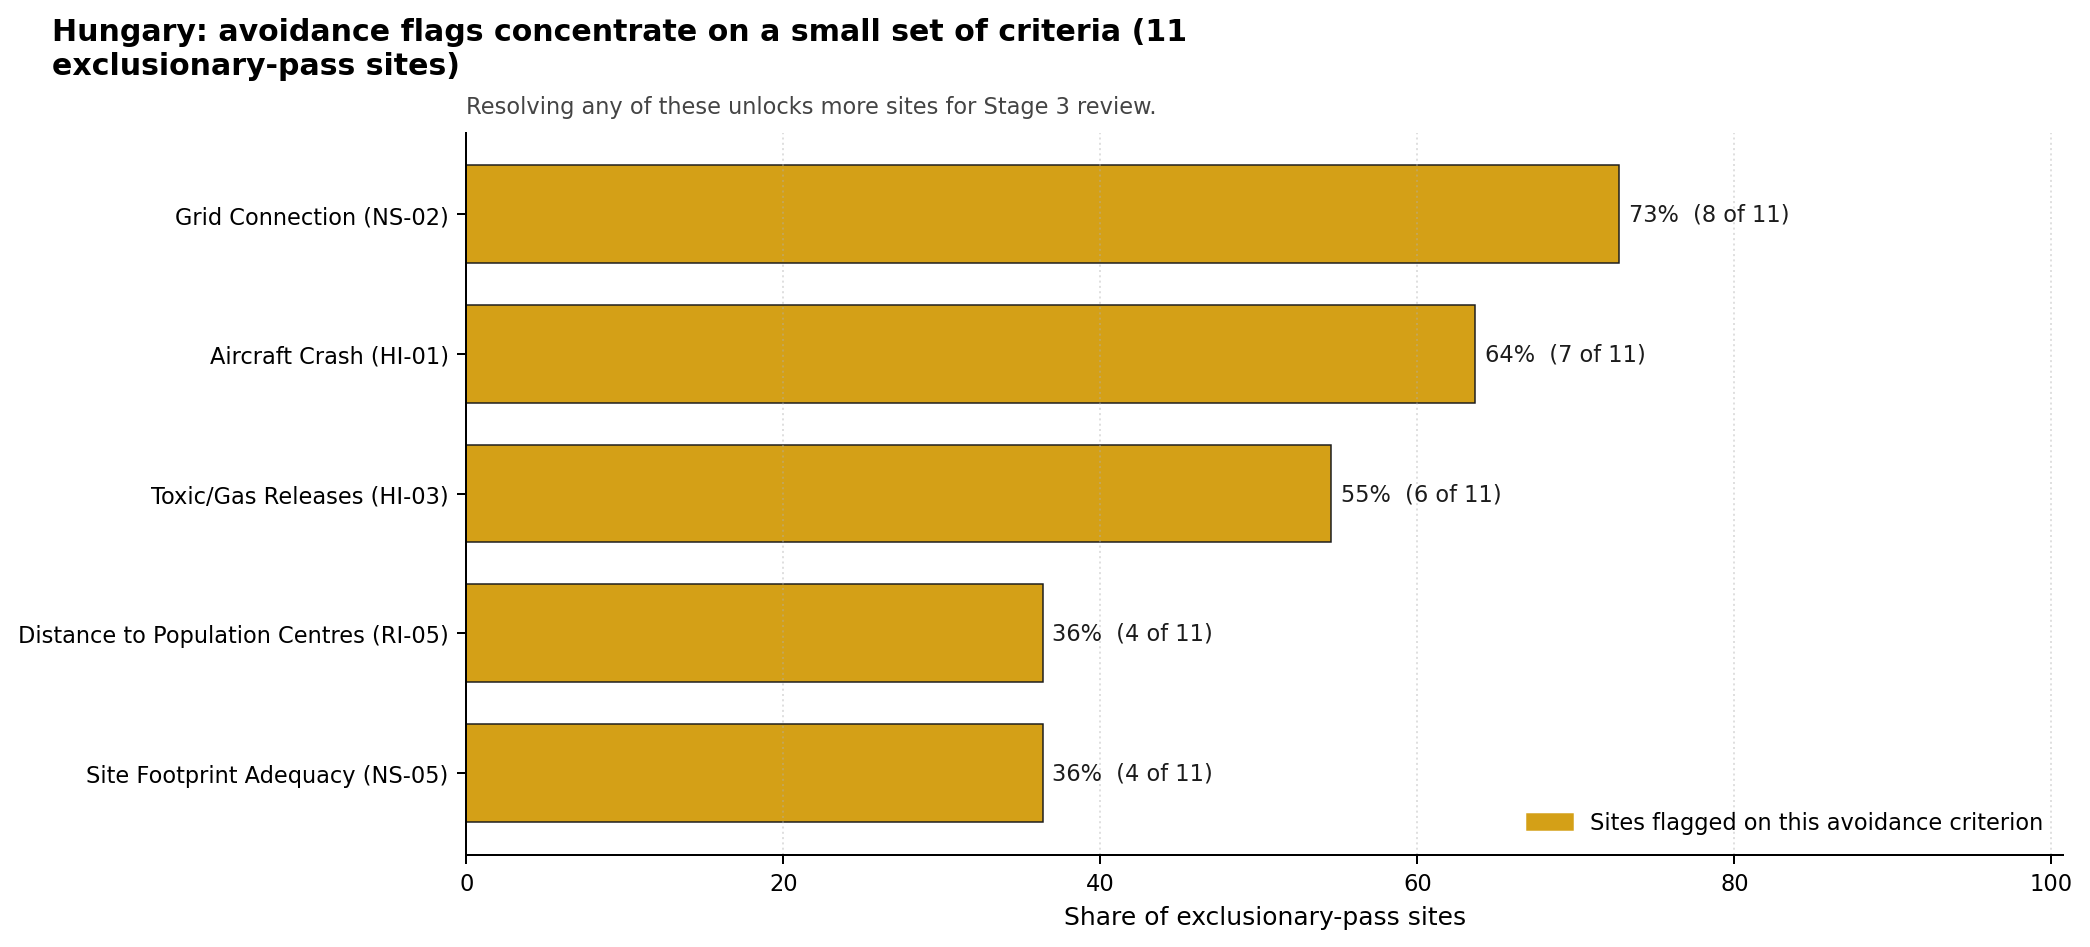 Hungary: avoidance flags concentrate on a small set of criteria (11
exclusionary-pass sites)
Resolving any of these unlocks more sites for Stage 3 review.
Grid Connection (NS-02)
73%  (8 of 11)
Aircraft Crash (HI-01)
64%  (7 of 11)
Toxic/Gas Releases (HI-03)
55%  (6 of 11)
Distance to Population Centres (RI-05)
36%  (4 of 11)
Site Footprint Adequacy (NS-05)
36%  (4 of 11)
Sites flagged on this avoidance criterion
0 20 40 60 80 100
Share of exclusionary-pass sites